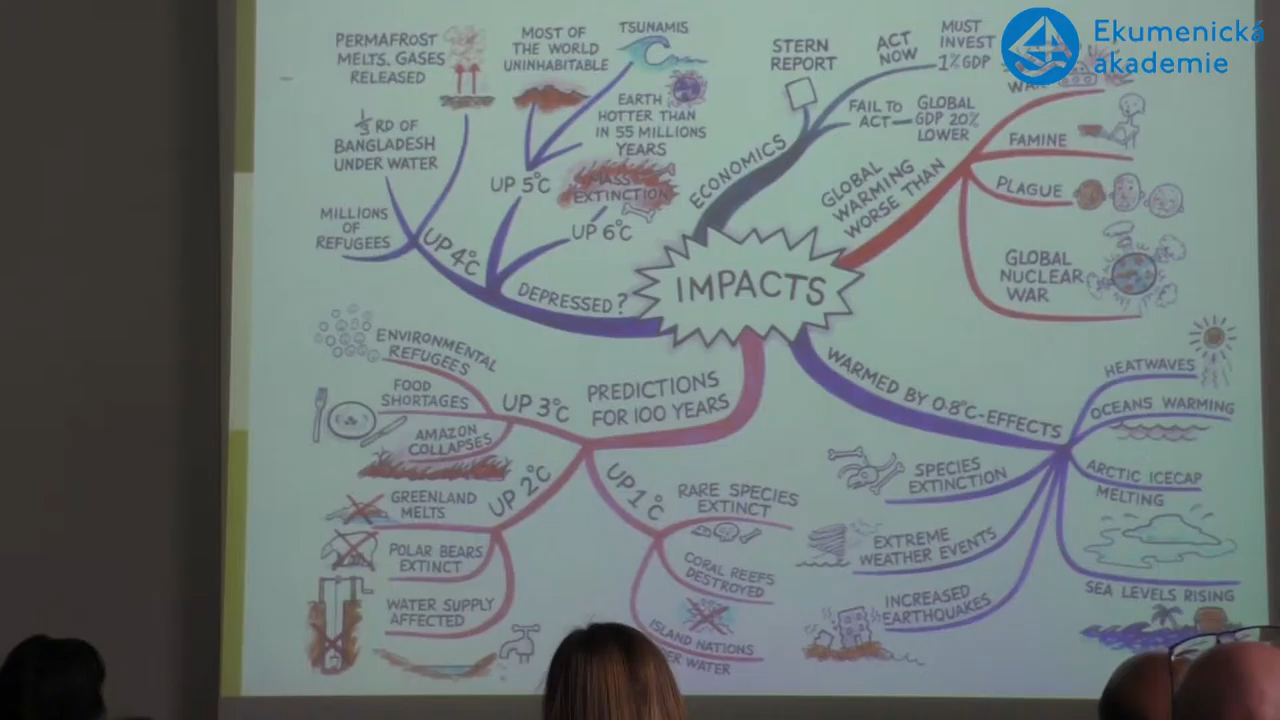 Ekumenická
akademie
PERMAFROST
MELTS. GASES
RELEASED
MOST OF
THE WORLD
UNINHABITABLE
TSUNAMIS
EARTH
HOTTER THAN
IN 55 MILLIONS
YEARS
1/3 RD OF
BANGLADESH
UNDER WATER
MILLIONS
OF
REFUGEES
UP 4°C
UP 5°C
MASS
EXTINCTION
UP 6°C
DEPRESSED?
STERN
REPORT
ACT
NOW
MUST
INVEST
1% GDP
FAIL TO
ACT
GLOBAL
GDP 20%
LOWER
ECONOMICS
GLOBAL
WARMING
WORSE THAN
WAR
FAMINE
PLAGUE
GLOBAL
NUCLEAR
WAR
IMPACTS
PREDICTIONS
FOR 100 YEARS
UP 3°C
ENVIRONMENTAL
REFUGEES
FOOD
SHORTAGES
AMAZON
COLLAPSES
UP 2°C
GREENLAND
MELTS
POLAR BEARS
EXTINCT
WATER SUPPLY
AFFECTED
UP 1°C
RARE SPECIES
EXTINCT
CORAL REEFS
DESTROYED
ISLAND NATIONS
WATER
WARMED BY 0.8°C-EFFECTS
HEATWAVES
OCEANS WARMING
ARCTIC ICECAP
MELTING
SEA LEVELS RISING
SPECIES
EXTINCTION
EXTREME
WEATHER EVENTS
INCREASED
EARTHQUAKES